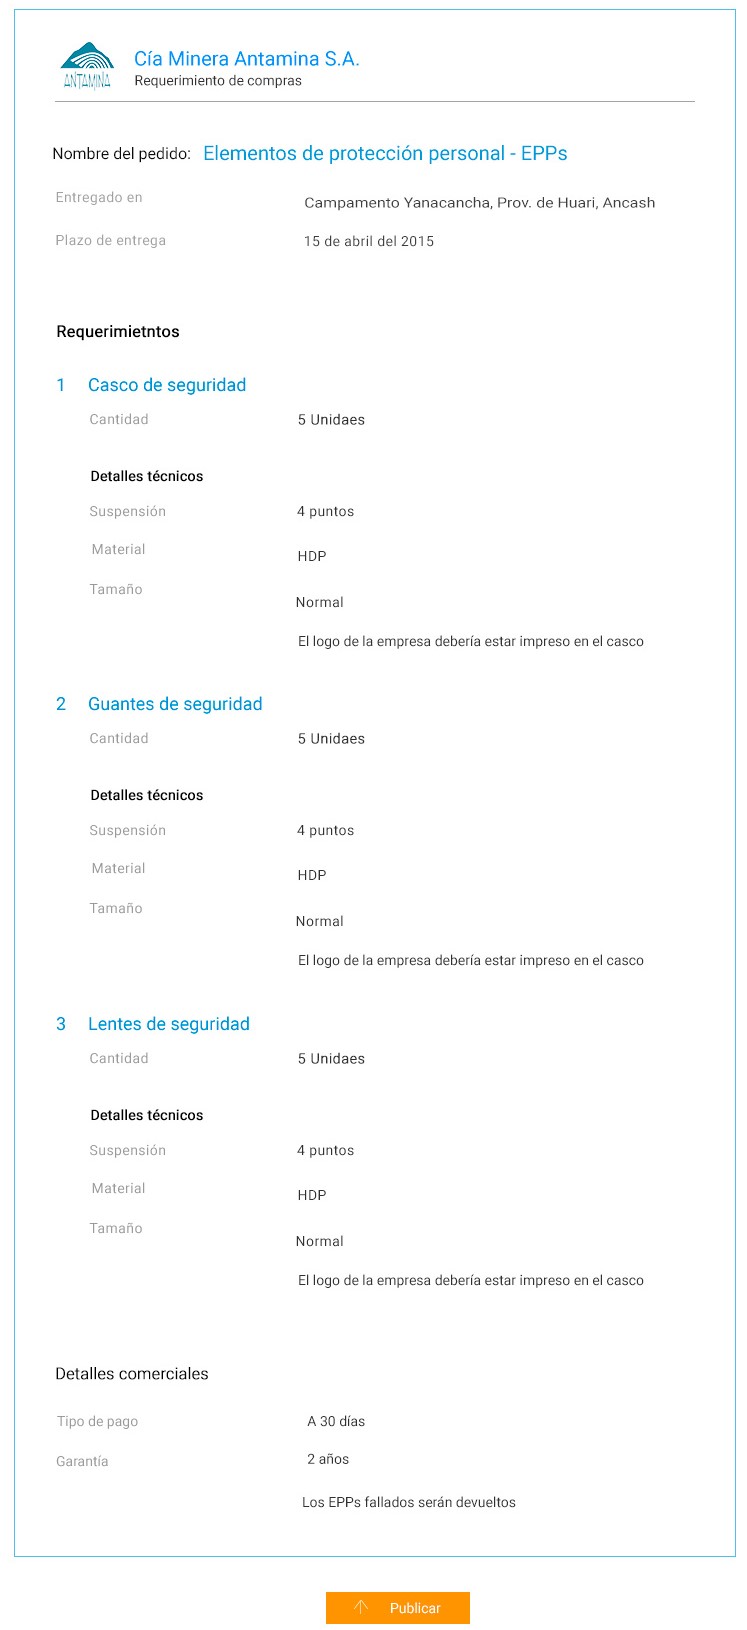 ANTAMINA
Cía Minera Antamina S.A.
Requerimiento de compras
Nombre del pedido: Elementos de protección personal - EPPs
Entregado en Campamento Yanacancha, Prov. de Huari, Ancash
Plazo de entrega 15 de abril del 2015
Requerimietntos
1 Casco de seguridad
Cantidad 5 Unidaes
Detalles técnicos
Suspensión 4 puntos
Material HDP
Tamaño Normal
El logo de la empresa debería estar impreso en el casco
2 Guantes de seguridad
Cantidad 5 Unidaes
Detalles técnicos
Suspensión 4 puntos
Material HDP
Tamaño Normal
El logo de la empresa debería estar impreso en el casco
3 Lentes de seguridad
Cantidad 5 Unidaes
Detalles técnicos
Suspensión 4 puntos
Material HDP
Tamaño Normal
El logo de la empresa debería estar impreso en el casco
Detalles comerciales
Tipo de pago A 30 días
Garantía 2 años
Los EPPs fallados serán devueltos
Publicar